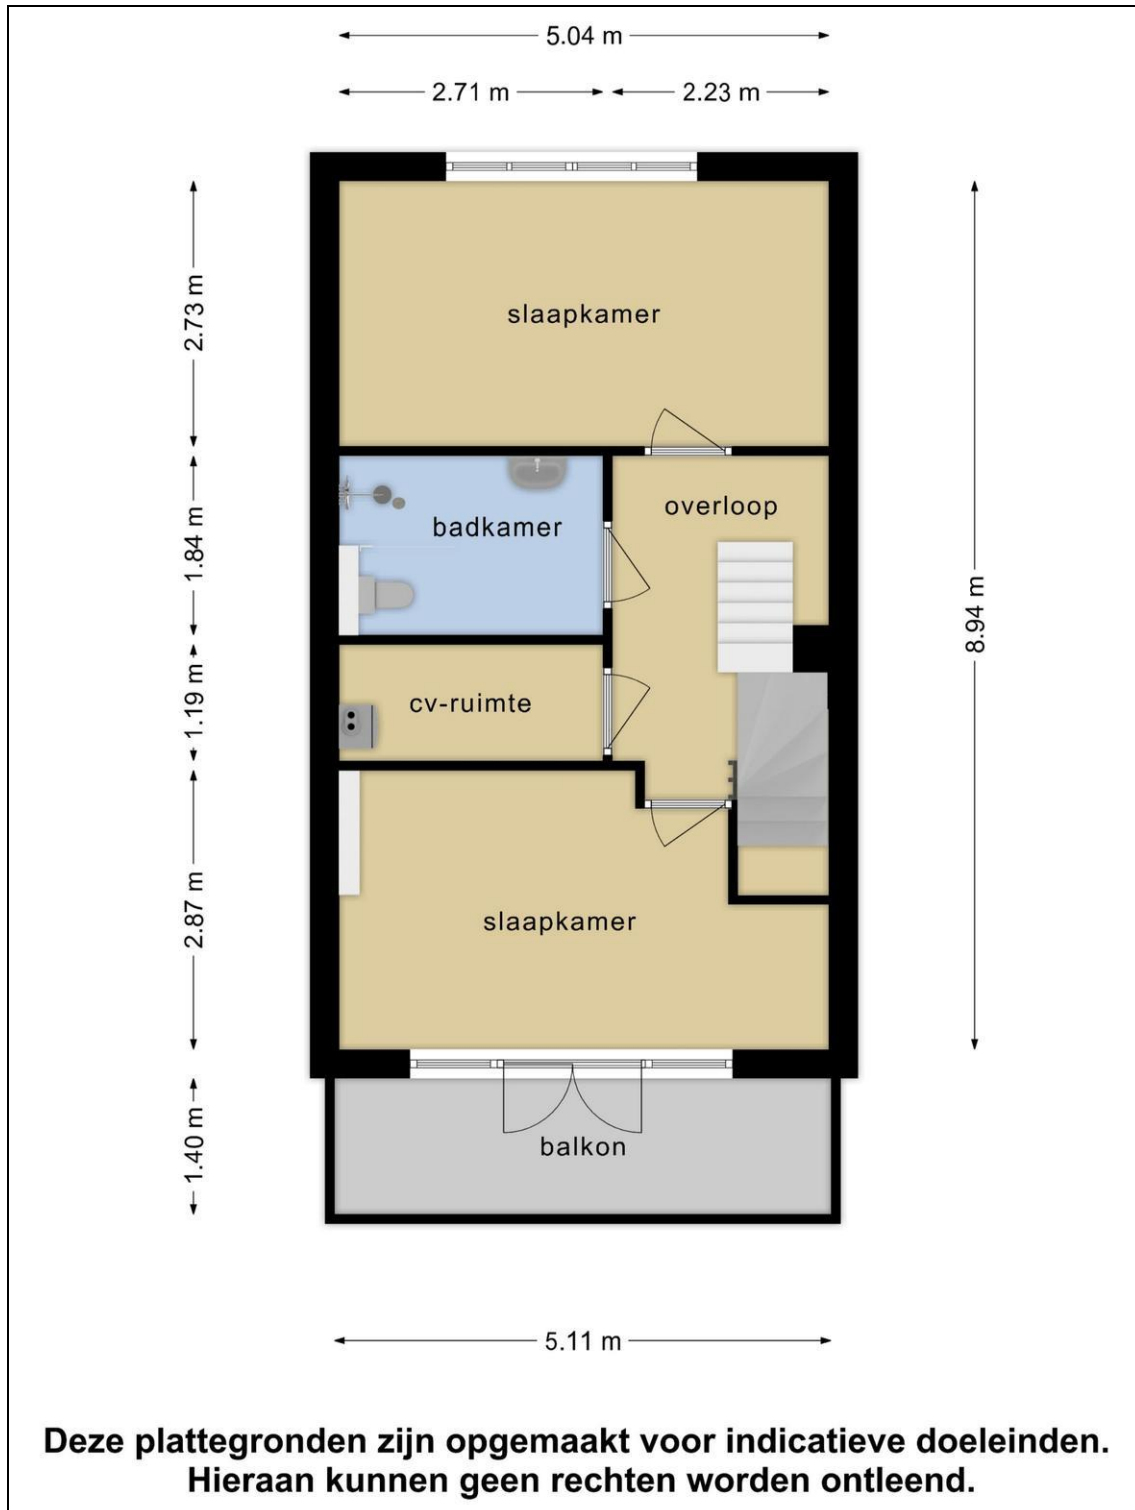 5.04 m
2.71 m
2.23 m
2.73 m
slaapkamer
1.84 m
badkamer
overloop
8.94 m
1.19 m
cv-ruimte
2.87 m
slaapkamer
1.40 m
balkon
5.11 m
Deze plattegronden zijn opgemaakt voor indicatieve doeleinden.
Hieraan kunnen geen rechten worden ontleend.